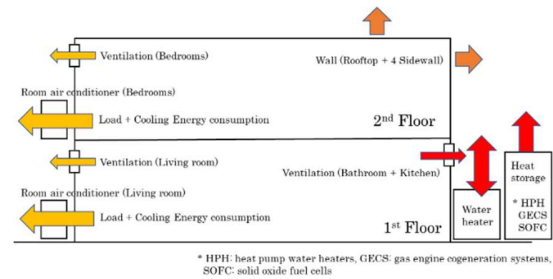 Ventilation (Bedrooms)
Wall (Rooftop + 4 Sidewall)
Room air conditioner (Bedrooms)
Load + Cooling Energy consumption
2nd Floor
Ventilation (Living room)
Ventilation (Bathroom + Kitchen)
Room air conditioner (Living room)
Load + Cooling Energy consumption
1st Floor
Water
heater
Heat
storage
* HPH
GECS
SOFC
* HPH: heat pump water heaters, GECS: gas engine cogeneration systems,
SOFC: solid oxide fuel cells